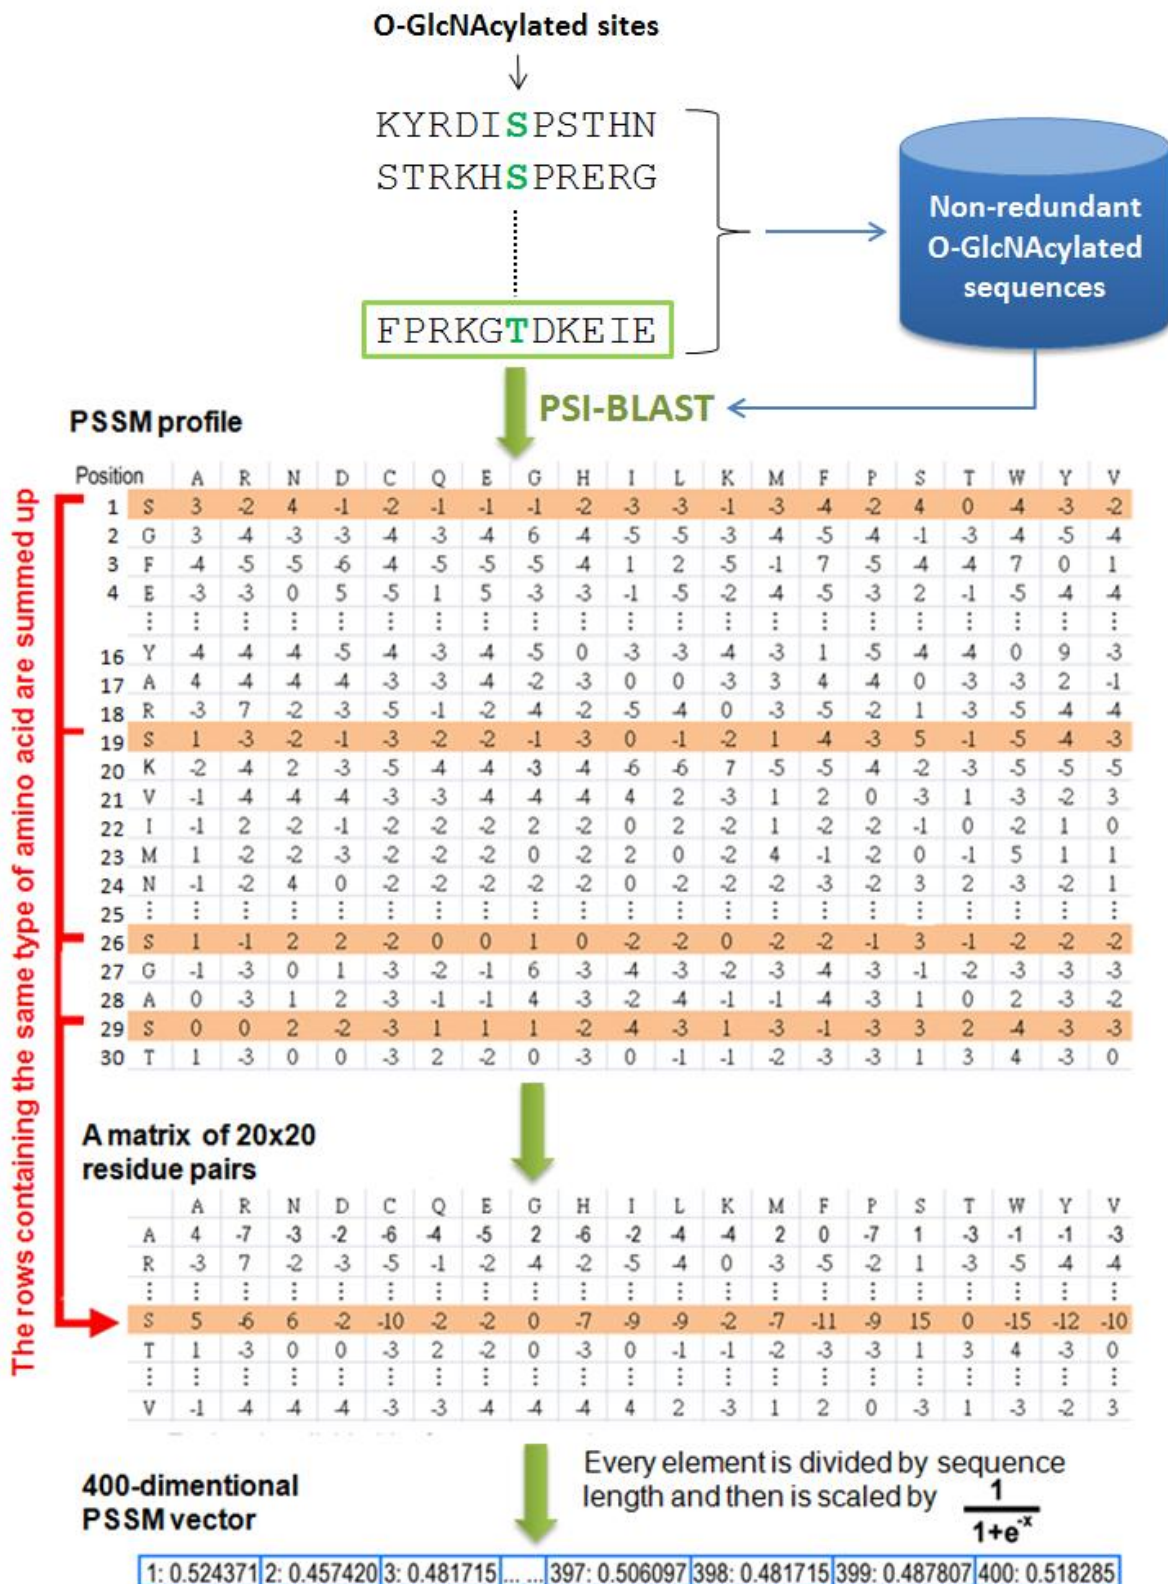 O-GlcNAcylated sites
KYRDISPSTHN
STRKHSPRERG
FPRKGTDKEIE
Non-redundant
O-GlcNAcylated
sequences
PSI-BLAST
PSSM profile
The rows containing the same type of amino acid are summed up
Position A R N D C Q E G H I L K M F P S T W Y V
1 S 3 -2 4 -1 -2 -1 -1 -1 -2 -3 -3 -1 -3 -4 -2 4 0 -4 -3 -2
2 G 3 -4 -3 -3 -4 -3 -4 6 -4 -5 -5 -3 -4 -5 -4 -1 -3 -4 -5 -4
3 F -4 -5 -5 -6 -4 -5 -5 -5 -4 1 2 -5 -1 7 -5 -4 -4 7 0 1
4 E -3 -3 0 5 -5 1 5 -3 -3 -1 -5 -2 -4 -5 -3 2 -1 -5 -4 -4
⋮ ⋮ ⋮ ⋮ ⋮ ⋮ ⋮ ⋮ ⋮ ⋮ ⋮ ⋮ ⋮ ⋮ ⋮ ⋮ ⋮ ⋮ ⋮ ⋮ ⋮
16 Y -4 -4 -4 -5 -4 -3 -4 -5 0 -3 -3 -4 -3 1 -5 -4 -4 0 9 -3
17 A 4 -4 -4 -4 -3 -3 -4 -2 -3 0 0 -3 3 4 -4 0 -3 -3 2 -1
18 R -3 7 -2 -3 -5 -1 -2 -4 -2 -5 -4 0 -3 -5 -2 1 -3 -5 -4 -4
19 S 1 -3 -2 -1 -3 -2 -2 -1 -3 0 -1 -2 1 -4 -3 5 -1 -5 -4 -3
20 K -2 -4 2 -3 -5 -4 -4 -3 -4 -6 -6 7 -5 -5 -4 -2 -3 -5 -5 -5
21 V -1 -4 -4 -4 -3 -3 -4 -4 -4 4 2 -3 1 2 0 -3 1 -3 -2 3
22 I -1 2 -2 -1 -2 -2 -2 2 -2 0 2 -2 1 -2 -2 -1 0 -2 1 0
23 M 1 -2 -2 -3 -2 -2 -2 0 -2 2 0 -2 4 -1 -2 0 -1 5 1 1
24 N -1 -2 4 0 -2 -2 -2 -2 -2 0 -2 -2 -2 -3 -2 3 2 -3 -2 1
25 ⋮ ⋮ ⋮ ⋮ ⋮ ⋮ ⋮ ⋮ ⋮ ⋮ ⋮ ⋮ ⋮ ⋮ ⋮ ⋮ ⋮ ⋮ ⋮ ⋮ ⋮
26 S 1 -1 2 2 -2 0 0 1 0 -2 -2 0 -2 -2 -1 3 -1 -2 -2 -2
27 G -1 -3 0 1 -3 -2 -1 6 -3 -4 -3 -2 -3 -4 -3 -1 -2 -3 -3 -3
28 A 0 -3 1 2 -3 -1 -1 4 -3 -2 -4 -1 -1 -4 -3 1 0 2 -3 -2
29 S 0 0 2 -2 -3 1 1 1 -2 -4 -3 1 -3 -1 -3 3 2 -4 -3 -3
30 T 1 -3 0 0 -3 2 -2 0 -3 0 -1 -1 -2 -3 -3 1 3 4 -3 0
A matrix of 20x20
residue pairs
A R N D C Q E G H I L K M F P S T W Y V
A 4 -7 -3 -2 -6 -4 -5 2 -6 -2 -4 -4 2 0 -7 1 -3 -1 -1 -3
R -3 7 -2 -3 -5 -1 -2 -4 -2 -5 -4 0 -3 -5 -2 1 -3 -5 -4 -4
⋮ ⋮ ⋮ ⋮ ⋮ ⋮ ⋮ ⋮ ⋮ ⋮ ⋮ ⋮ ⋮ ⋮ ⋮ ⋮ ⋮ ⋮ ⋮ ⋮ ⋮
S 5 -6 6 -2 -10 -2 -2 0 -7 -9 -9 -2 -7 -11 -9 15 0 -15 -12 -10
T 1 -3 0 0 -3 2 -2 0 -3 0 -1 -1 -2 -3 -3 1 3 4 -3 0
⋮ ⋮ ⋮ ⋮ ⋮ ⋮ ⋮ ⋮ ⋮ ⋮ ⋮ ⋮ ⋮ ⋮ ⋮ ⋮ ⋮ ⋮ ⋮ ⋮ ⋮
V -1 -4 -4 -4 -3 -3 -4 -4 -4 4 2 -3 1 2 0 -3 1 -3 -2 3
400-dimentional
PSSM vector
Every element is divided by sequence
length and then is scaled by 1
1+e^-x
1: 0.524371 2: 0.457420 3: 0.481715 ... ... 397: 0.506097 398: 0.481715 399: 0.487807 400: 0.518285